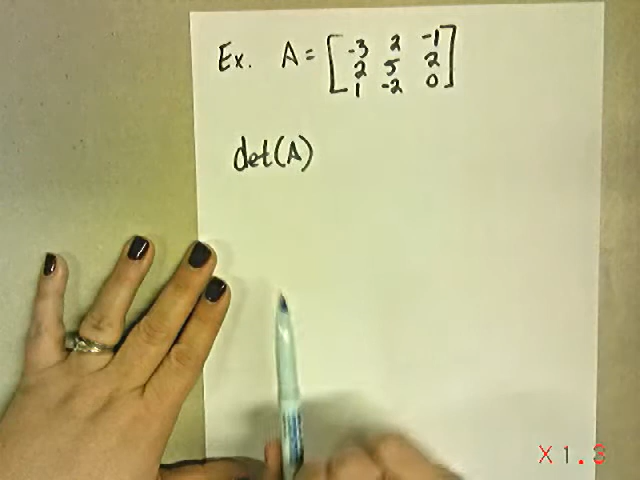 Ex. A = [-3 2 -1
2 5 2
1 -2 0]
det(A)
X1.3